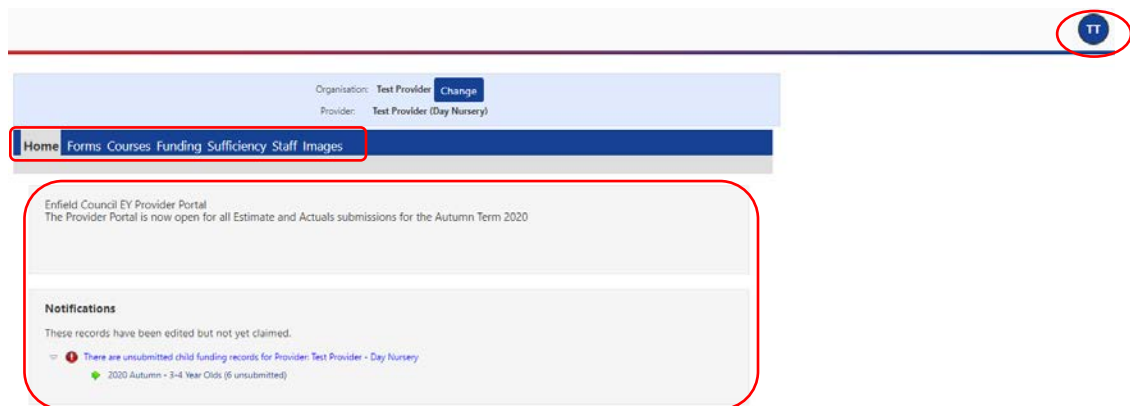 TT
Organisation: Test Provider Change
Provider: Test Provider (Day Nursery)
Home Forms Courses Funding Sufficiency Staff Images
Enfield Council EY Provider Portal
The Provider Portal is now open for all Estimate and Actuals submissions for the Autumn Term 2020
Notifications
These records have been edited but not yet claimed.
There are unsubmitted child funding records for Provider: Test Provider - Day Nursery
2020 Autumn - 3-4 Year Olds (6 unsubmitted)